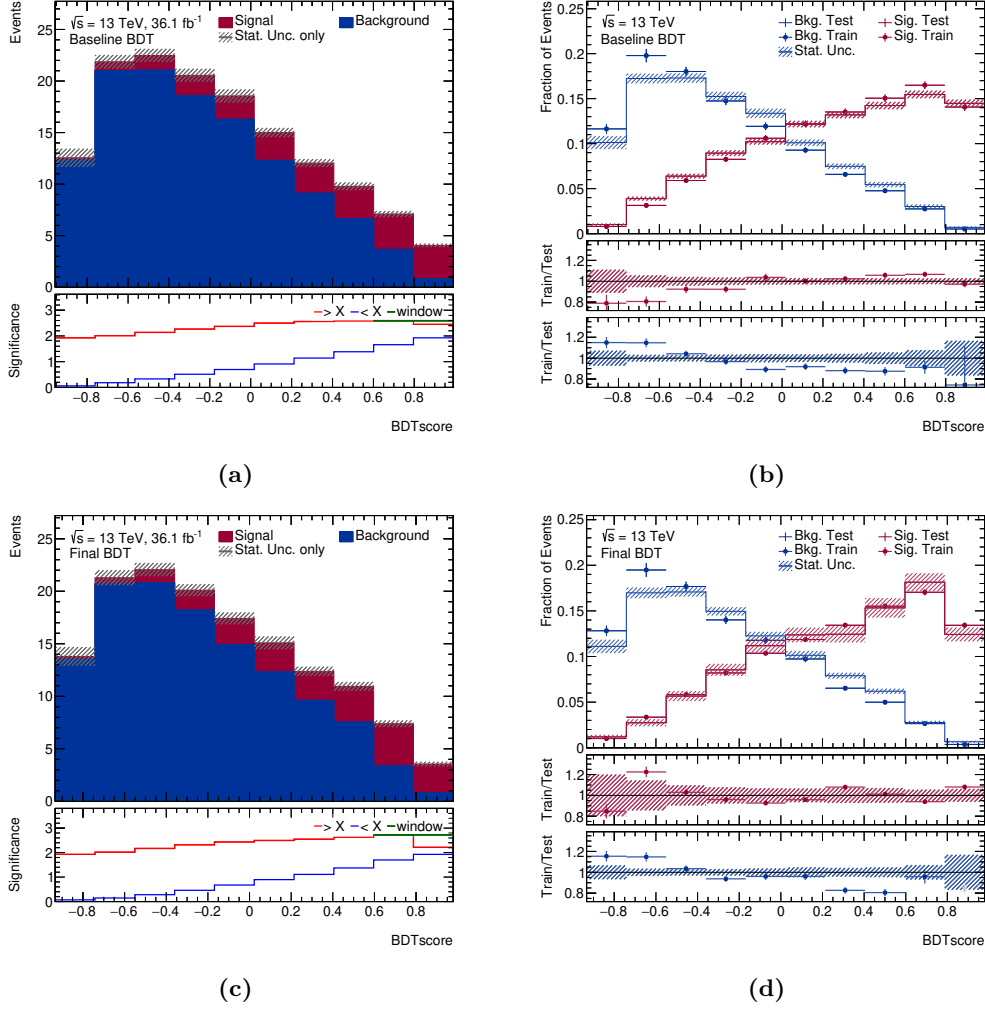 Events
25
20
15
10
5
0
√s = 13 TeV, 36.1 fb⁻¹
Baseline BDT
Signal
Background
Stat. Unc. only
Significance
3
2
1
0
> X
< X
window
−0.8 −0.6 −0.4 −0.2 0 0.2 0.4 0.6 0.8
BDTscore
(a)
Fraction of Events
0.25
0.2
0.15
0.1
0.05
0
√s = 13 TeV
Baseline BDT
Bkg. Test
Sig. Test
Bkg. Train
Sig. Train
Stat. Unc.
Train/Test
1.2
1
0.8
Train/Test
1.2
1
0.8
−0.8 −0.6 −0.4 −0.2 0 0.2 0.4 0.6 0.8
BDTscore
(b)
Events
25
20
15
10
5
0
√s = 13 TeV, 36.1 fb⁻¹
Final BDT
Signal
Background
Stat. Unc. only
Significance
3
2
1
0
> X
< X
window
−0.8 −0.6 −0.4 −0.2 0 0.2 0.4 0.6 0.8
BDTscore
(c)
Fraction of Events
0.25
0.2
0.15
0.1
0.05
0
√s = 13 TeV
Final BDT
Bkg. Test
Sig. Test
Bkg. Train
Sig. Train
Stat. Unc.
Train/Test
1.2
1
0.8
Train/Test
1.2
1
0.8
−0.8 −0.6 −0.4 −0.2 0 0.2 0.4 0.6 0.8
BDTscore
(d)